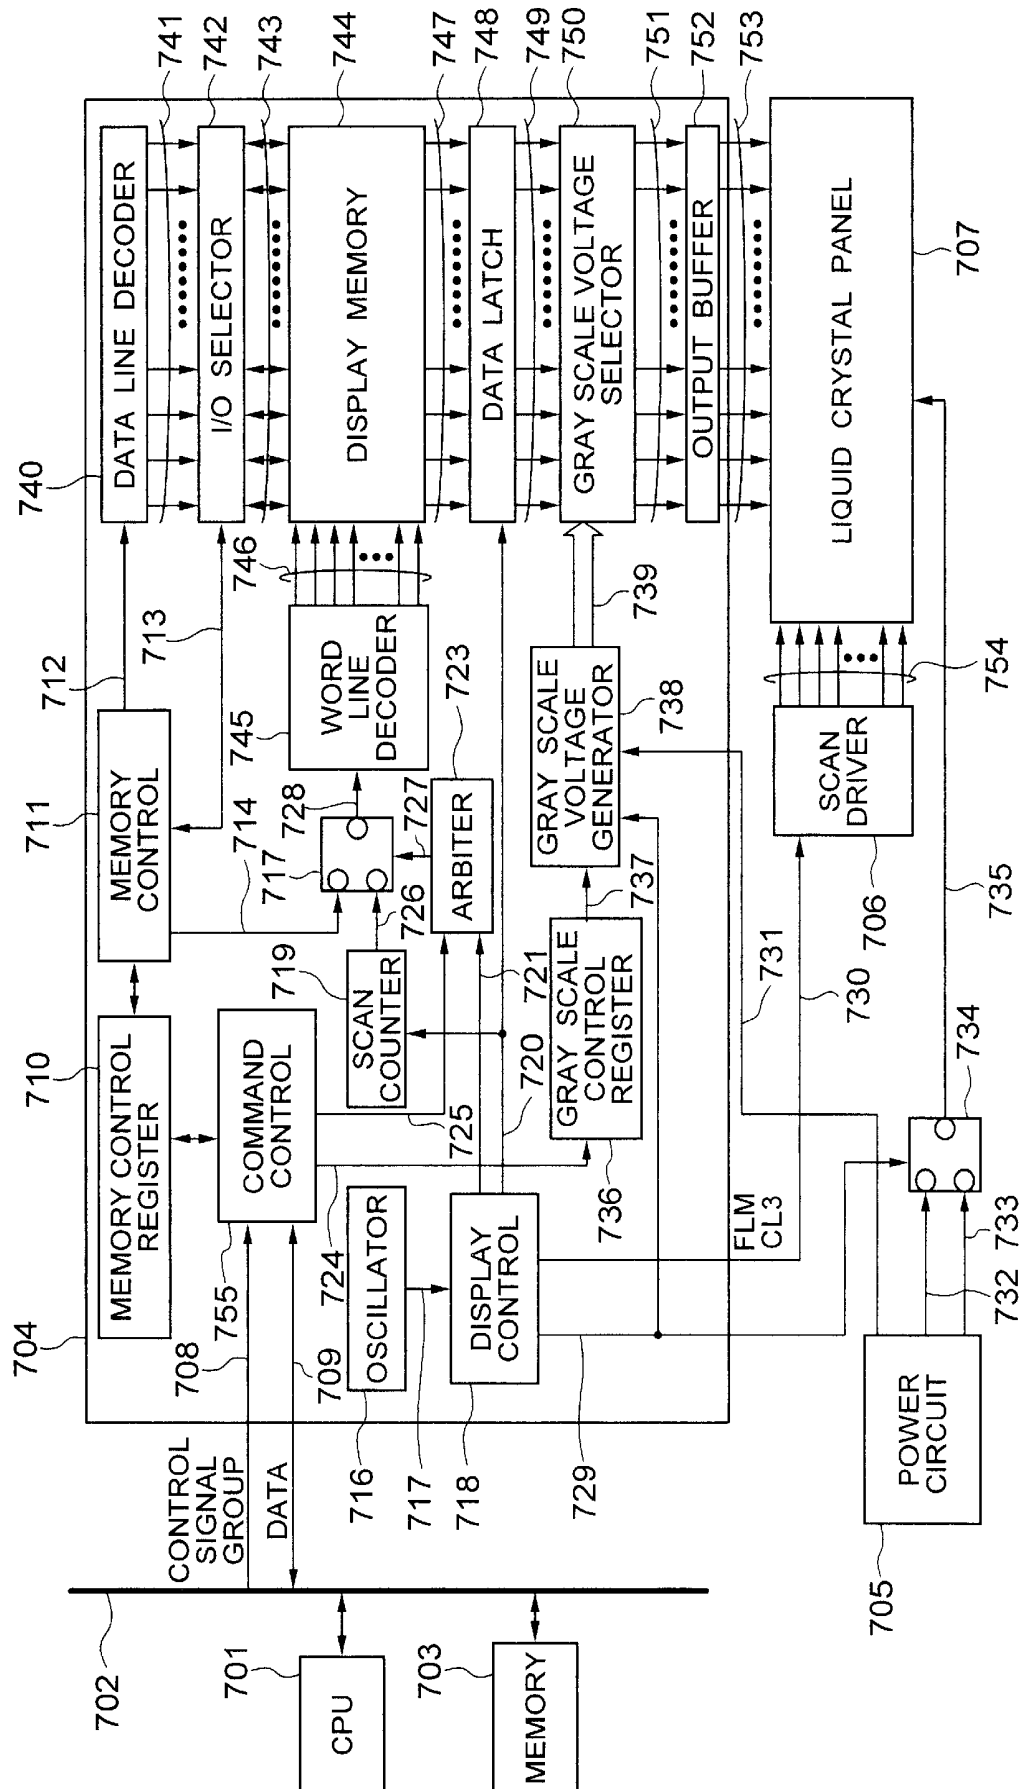 704
710
MEMORY CONTROL
REGISTER
711
MEMORY
CONTROL
712
713
714
740
DATA LINE DECODER
741
I/O SELECTOR
742
743
DISPLAY MEMORY
744
745
WORD
LINE
DECODER
746
747
DATA LATCH
748
749
GRAY SCALE VOLTAGE
SELECTOR
750
751
OUTPUT BUFFER
752
753
LIQUID CRYSTAL PANEL
707
702
701
CPU
703
MEMORY
CONTROL
SIGNAL
GROUP
DATA
708
709
755
COMMAND
CONTROL
724
725
716
OSCILLATOR
717
718
DISPLAY
CONTROL
729
719
SCAN
COUNTER
717
728
726
727
723
ARBITER
721
720
736
GRAY SCALE
CONTROL
REGISTER
737
GRAY SCALE
VOLTAGE
GENERATOR
738
739
FLM
CL3
731
730
SCAN
DRIVER
706
754
735
734
733
732
POWER
CIRCUIT
705